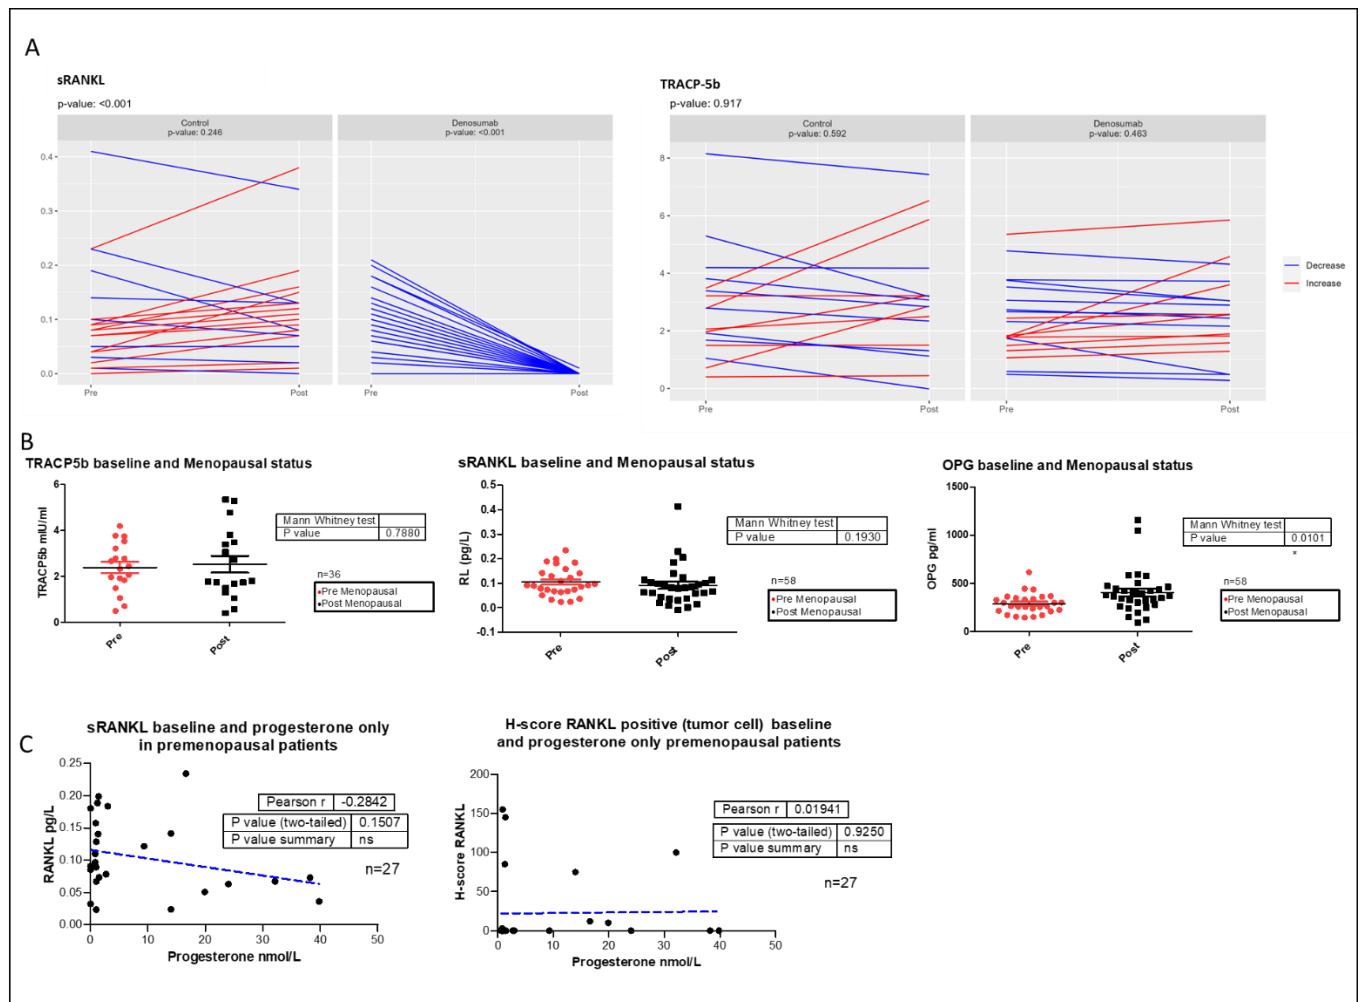 A
sRANKL
p-value: <0.001
Control
p-value: 0.246
Denosumab
p-value: <0.001
0.4
0.3
0.2
0.1
0.0
Pre
Post
Pre
Post
TRACP-5b
p-value: 0.917
Control
p-value: 0.592
Denosumab
p-value: 0.463
8
6
4
2
0
Pre
Post
Pre
Post
Decrease
Increase
B
TRACP5b baseline and Menopausal status
TRACP5b mIU/ml
6
4
2
0
Pre
Post
Mann Whitney test
P value 0.7880
n=36
Pre Menopausal
Post Menopausal
sRANKL baseline and Menopausal status
RL (pg/L)
0.5
0.4
0.3
0.2
0.1
0.0
-0.1
Pre
Post
Mann Whitney test
P value 0.1930
n=58
Pre Menopausal
Post Menopausal
OPG baseline and Menopausal status
OPG pg/ml
1500
1000
500
0
Pre
Post
Mann Whitney test
P value 0.0101
*
n=58
Pre Menopausal
Post Menopausal
C
sRANKL baseline and progesterone only
in premenopausal patients
RANKL pg/L
0.25
0.20
0.15
0.10
0.05
0.00
0 10 20 30 40 50
Progesterone nmol/L
Pearson r -0.2842
P value (two-tailed) 0.1507
P value summary ns
n=27
H-score RANKL positive (tumor cell) baseline
and progesterone only premenopausal patients
H-score RANKL
200
150
100
50
0
0 10 20 30 40 50
Progesterone nmol/L
Pearson r 0.01941
P value (two-tailed) 0.9250
P value summary ns
n=27